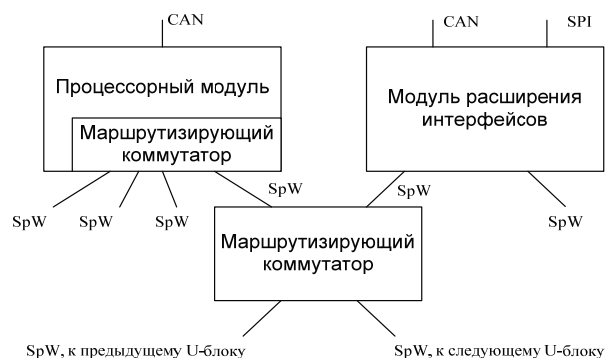 CAN
CAN
SPI
Процессорный модуль
Маршрутизирующий
коммутатор
Модуль расширения
интерфейсов
SpW
SpW
SpW
SpW
SpW
SpW
Маршрутизирующий
коммутатор
SpW, к предыдущему U-блоку
SpW, к следующему U-блоку